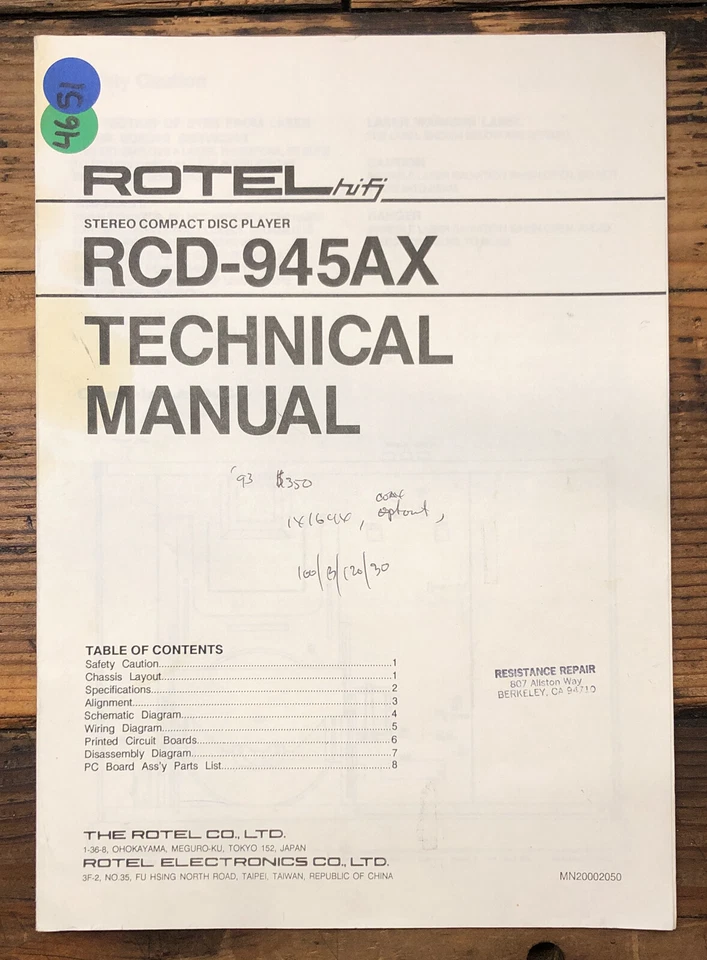 4651
ROTEL hifi
STEREO COMPACT DISC PLAYER
RCD-945AX
TECHNICAL
MANUAL
'93 $350
coax
optout,
100/B/120/30
TABLE OF CONTENTS
Safety Caution.....1
Chassis Layout.....1
Specifications.....2
Alignment.....3
Schematic Diagram.....4
Wiring Diagram.....5
Printed Circuit Boards.....6
Disassembly Diagram.....7
PC Board Ass'y Parts List.....8
RESISTANCE REPAIR
807 Allston Way
BERKELEY, CA 94710
THE ROTEL CO., LTD.
1-36-8, OHOKAYAMA, MEGURO-KU, TOKYO 152, JAPAN
ROTEL ELECTRONICS CO., LTD.
3F-2, NO.35, FU HSING NORTH ROAD, TAIPEI, TAIWAN, REPUBLIC OF CHINA
MN20002050